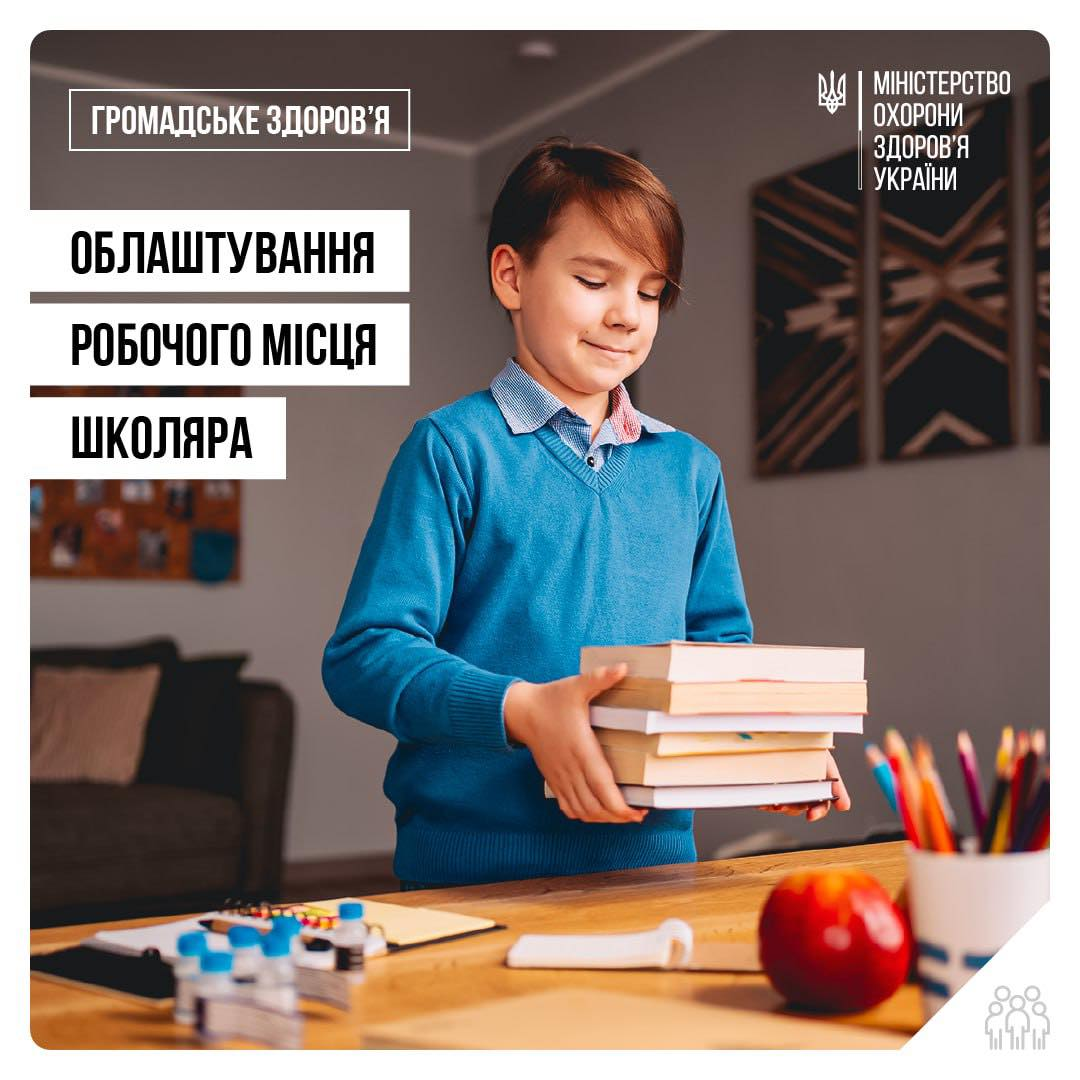 ГРОМАДСЬКЕ ЗДОРОВ'Я
МІНІСТЕРСТВО
ОХОРОНИ
ЗДОРОВ'Я
УКРАЇНИ
ОБЛАШТУВАННЯ
РОБОЧОГО МІСЦЯ
ШКОЛЯРА